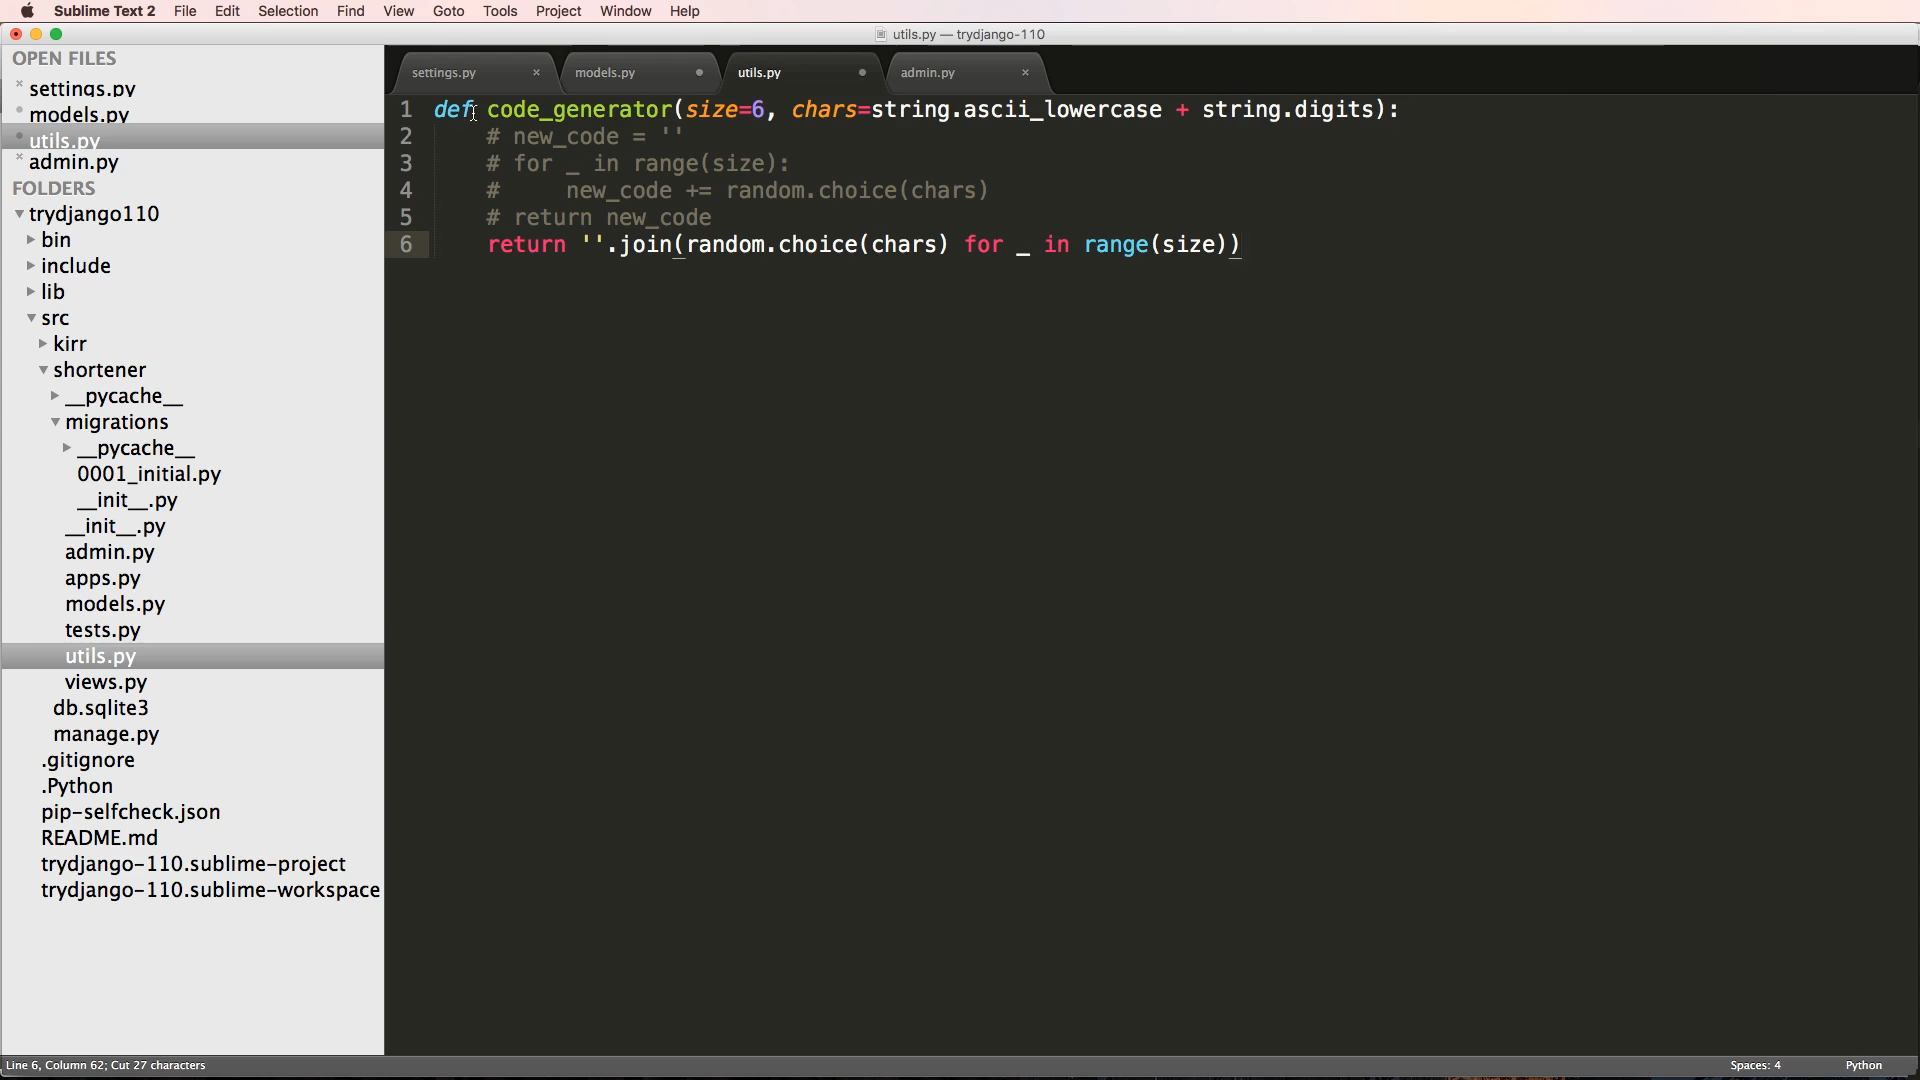 Sublime Text 2 File Edit Selection Find View Goto Tools Project Window Help
utils.py — trydjango-110
OPEN FILES
settings.py
models.py
utils.py
admin.py
FOLDERS
trydjango110
bin
include
lib
src
kirr
shortener
__pycache__
migrations
__pycache__
0001_initial.py
__init__.py
__init__.py
admin.py
apps.py
models.py
tests.py
utils.py
views.py
db.sqlite3
manage.py
.gitignore
.Python
pip-selfcheck.json
README.md
trydjango-110.sublime-project
trydjango-110.sublime-workspace
settings.py models.py utils.py admin.py
1 def code_generator(size=6, chars=string.ascii_lowercase + string.digits):
2 # new_code = ''
3 # for _ in range(size):
4 #     new_code += random.choice(chars)
5 # return new_code
6 return ''.join(random.choice(chars) for _ in range(size))
Line 6, Column 62; Cut 27 characters
Spaces: 4 Python